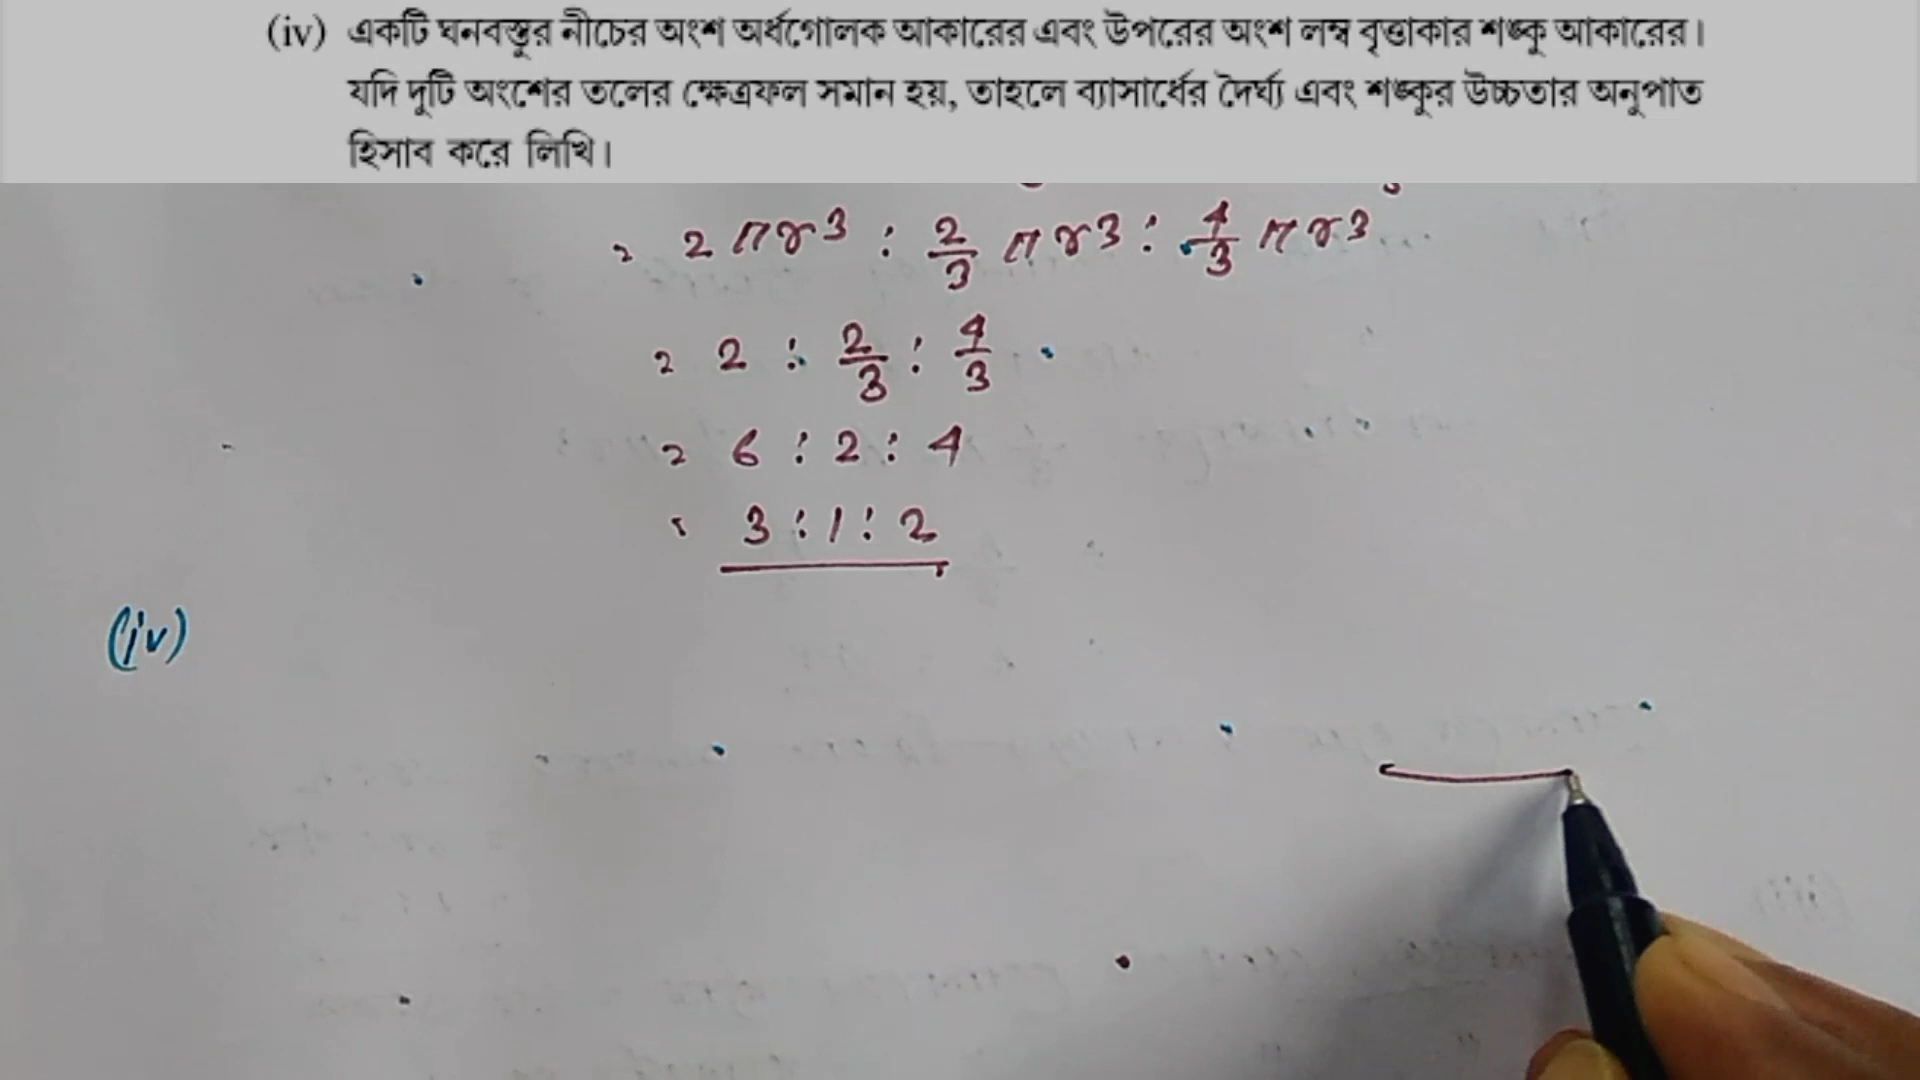 (iv) একটি ঘনবস্তুর নীচের অংশ অর্ধগোলক আকারের এবং উপরের অংশ লম্ব বৃত্তাকার শঙ্কু আকারের।
যদি দুটি অংশের তলের ক্ষেত্রফল সমান হয়, তাহলে ব্যাসার্ধের দৈর্ঘ্য এবং শঙ্কুর উচ্চতার অনুপাত
হিসাব করে লিখি।
= 2πr³ : 2/3 πr³ : 4/3 πr³
= 2 : 2/3 : 4/3
= 6 : 2 : 4
= 3 : 1 : 2
(iv)